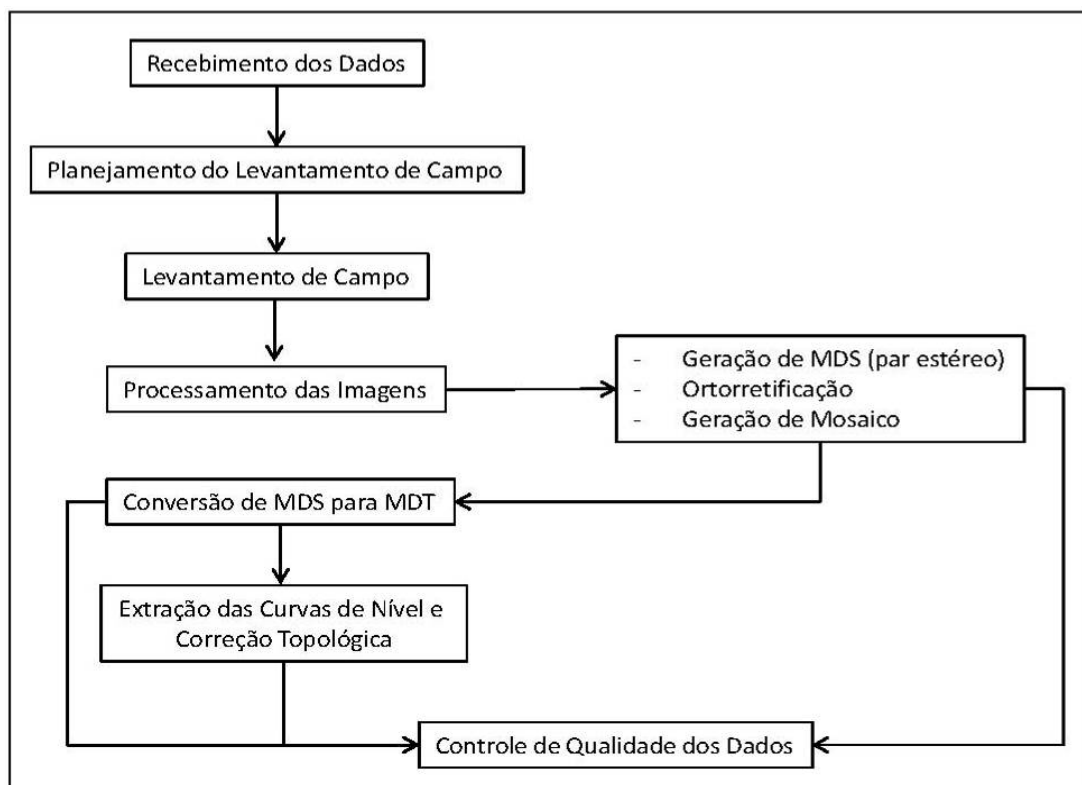 Recebimento dos Dados
Planejamento do Levantamento de Campo
Levantamento de Campo
Processamento das Imagens
- Geração de MDS (par estéreo)
- Ortorretificação
- Geração de Mosaico
Conversão de MDS para MDT
Extração das Curvas de Nível e
Correção Topológica
Controle de Qualidade dos Dados